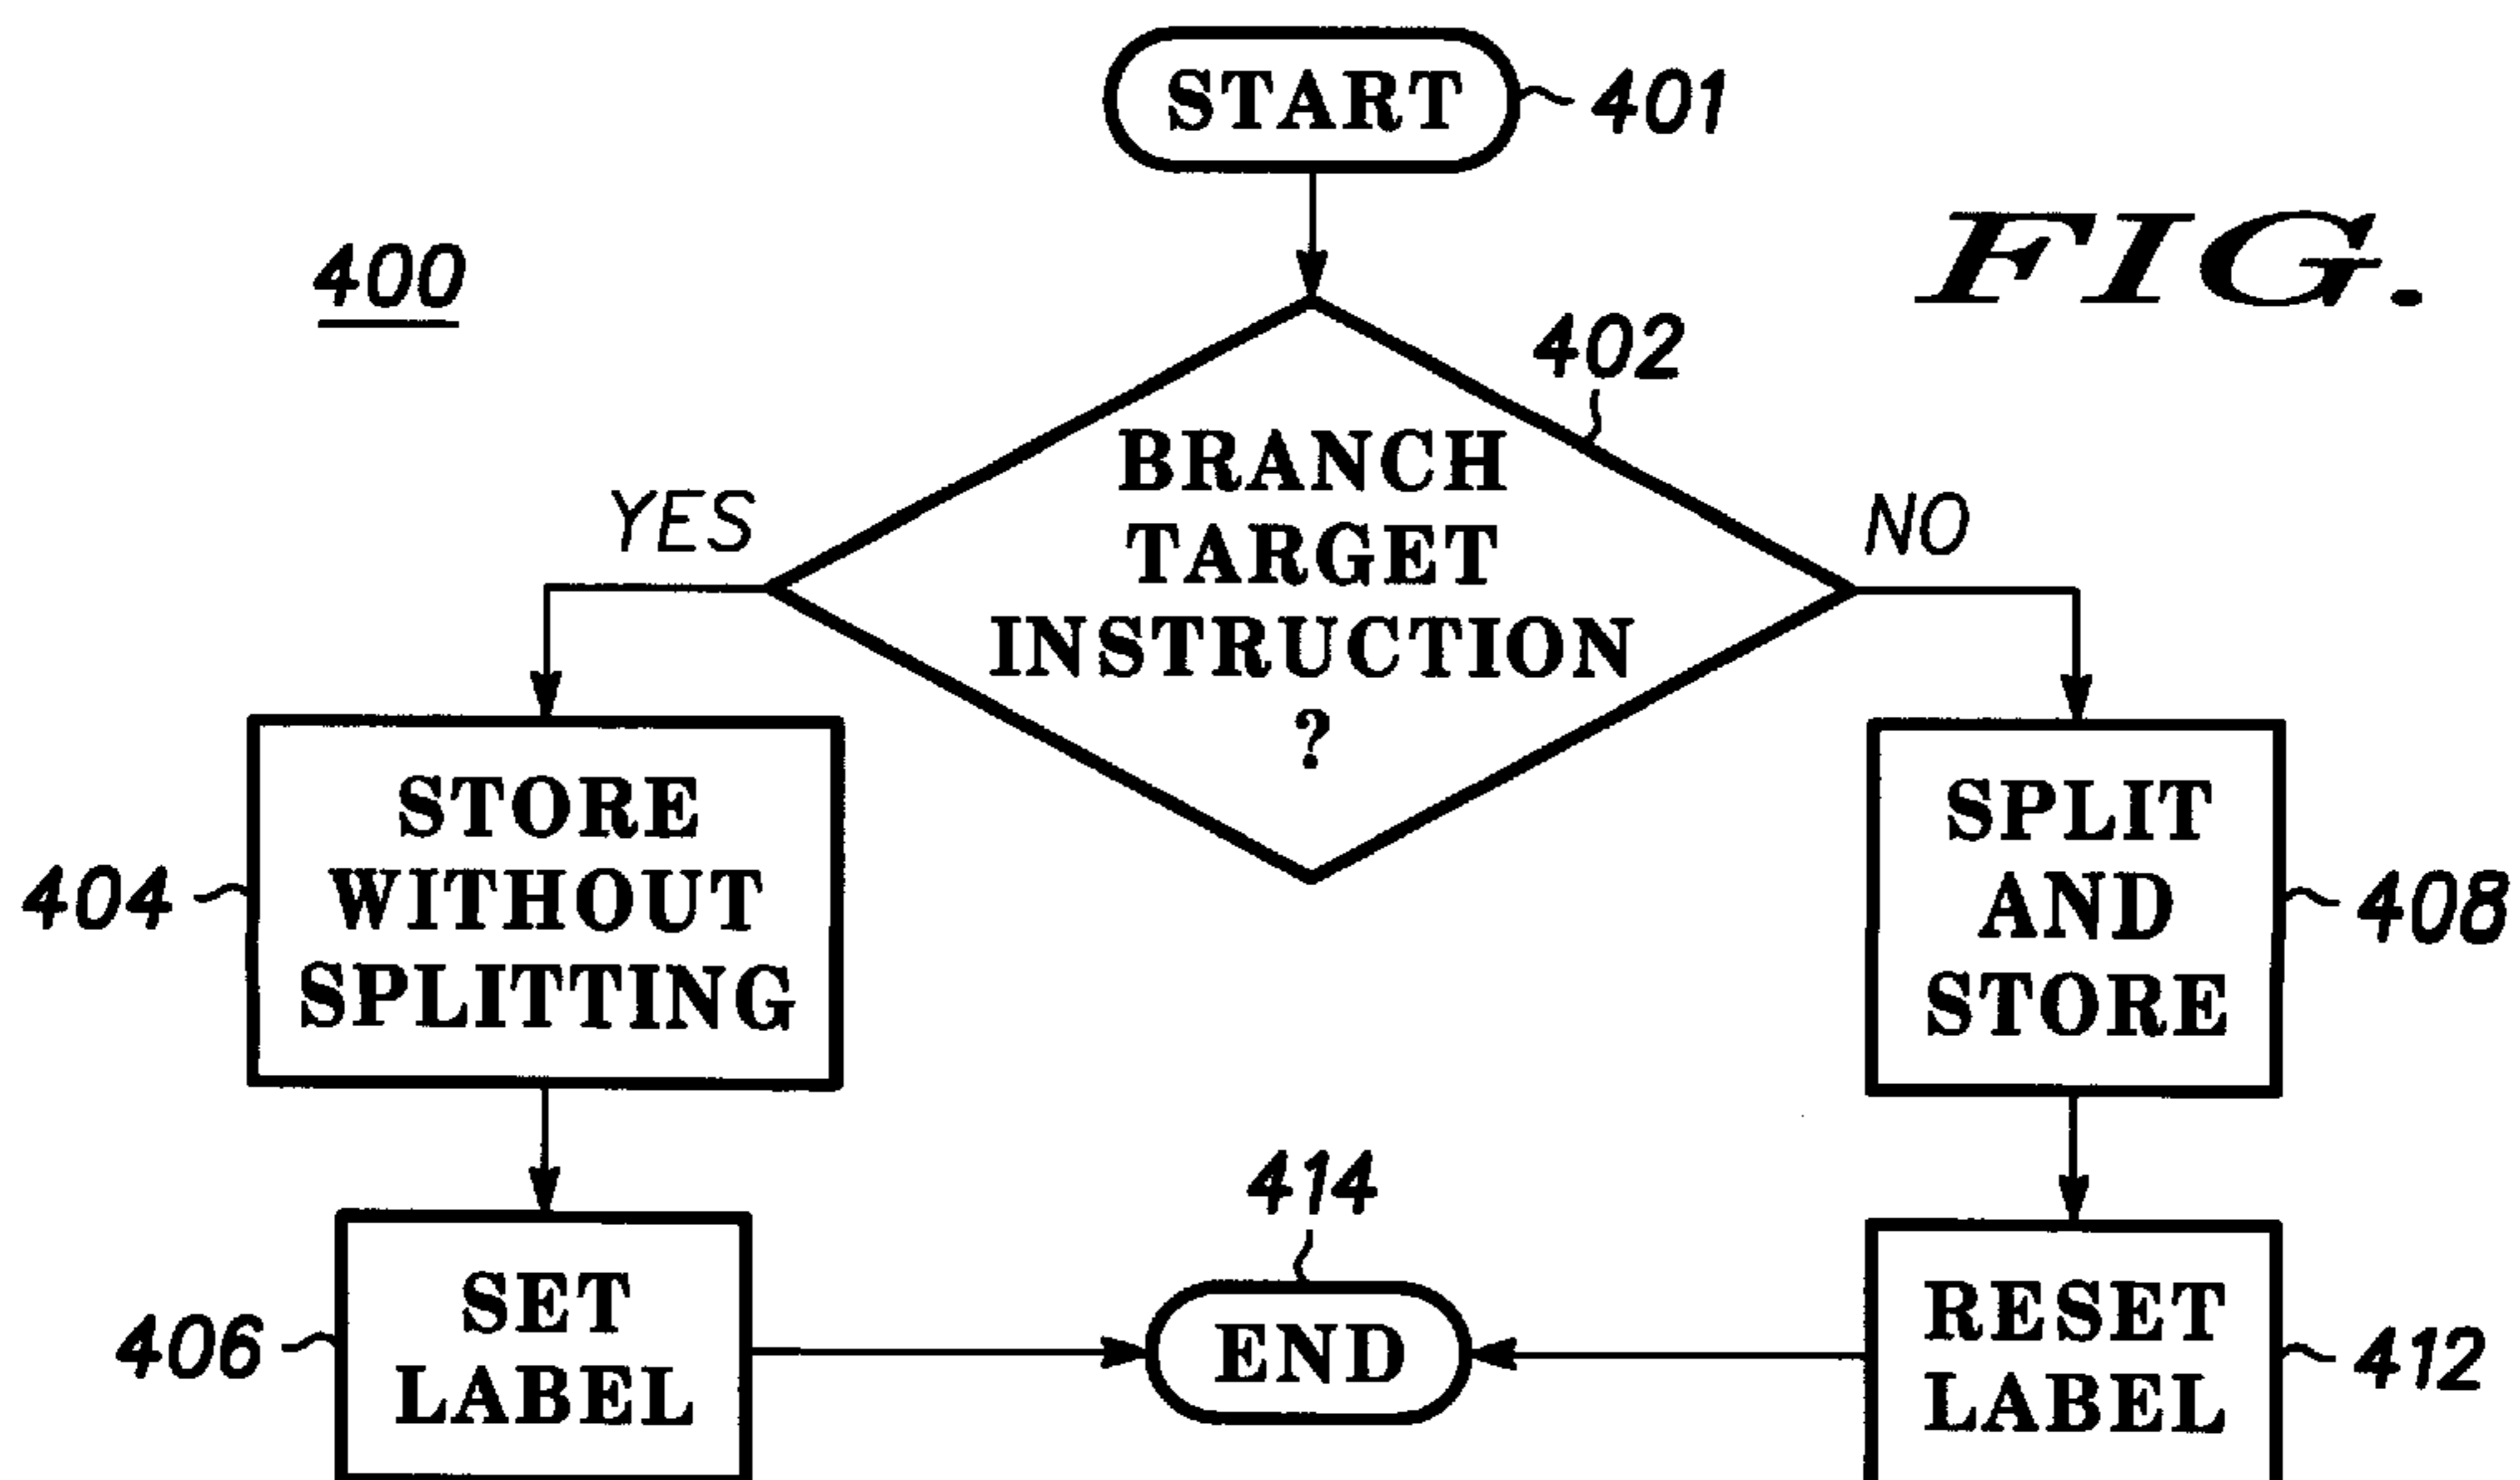 START
401
400
FIG.
402
BRANCH
TARGET
INSTRUCTION
?
YES
NO
STORE
WITHOUT
SPLITTING
404
SPLIT
AND
STORE
408
SET
LABEL
406
414
END
RESET
LABEL
412